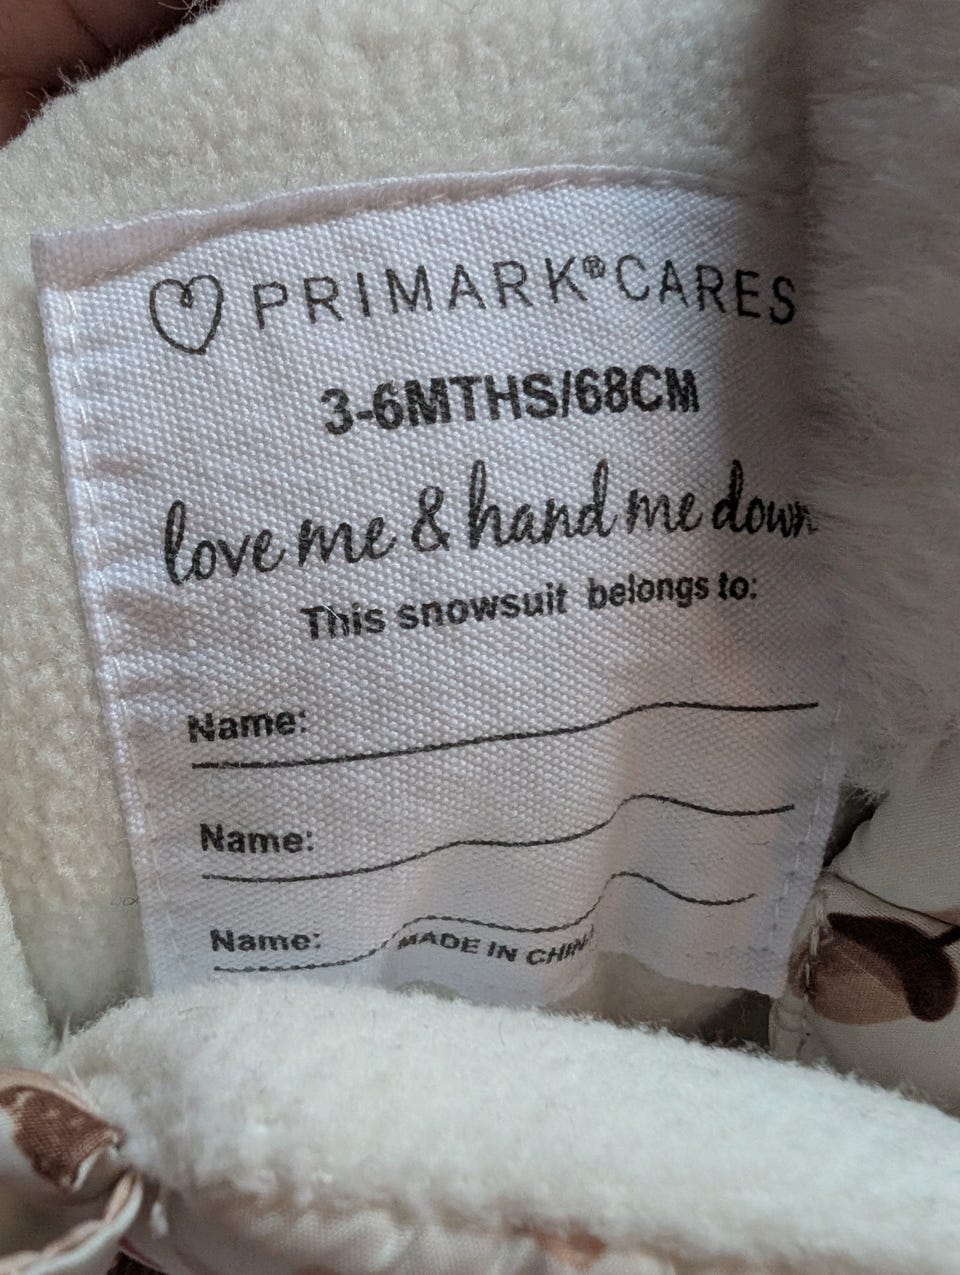 PRIMARK® CARES
3-6MTHS/68CM
love me & hand me down
This snowsuit belongs to:
Name:
Name:
Name:
MADE IN CHINA